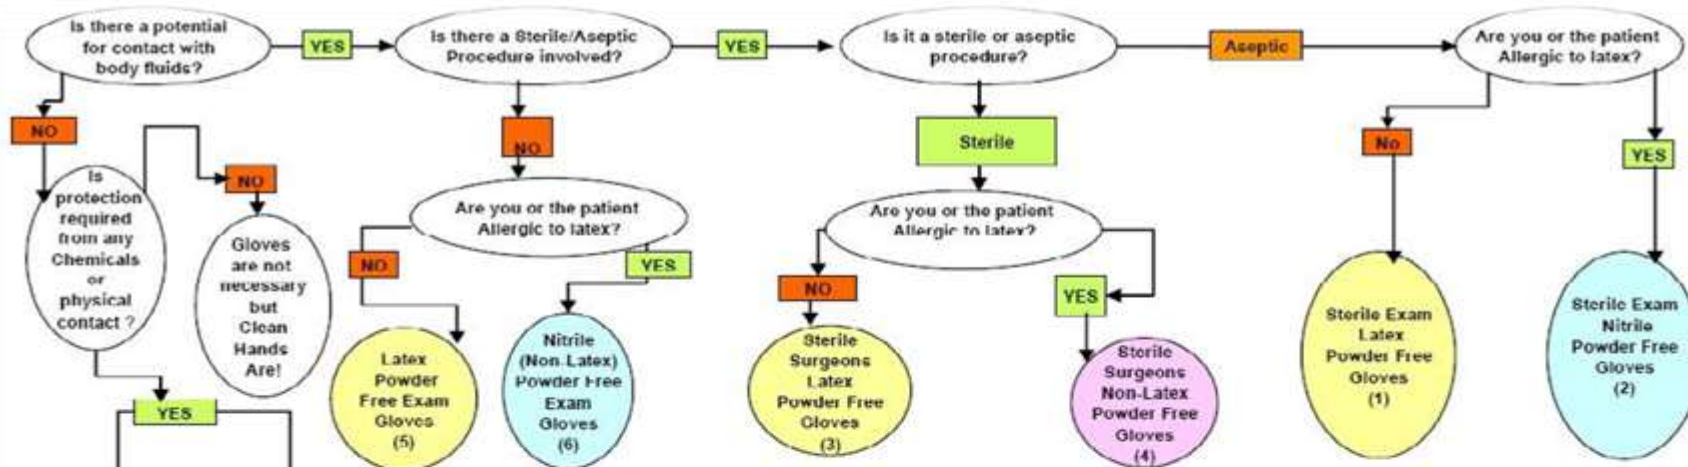 Is there a potential
for contact with
body fluids?
YES
Is there a Sterile/Aseptic
Procedure involved?
YES
Is it a sterile or aseptic
procedure?
Aseptic
Are you or the patient
Allergic to latex?
NO
NO
Sterile
No
YES
Is
protection
required
from any
Chemicals
or
physical
contact ?
NO
Gloves
are not
necessary
but
Clean
Hands
Are!
Are you or the patient
Allergic to latex?
NO
YES
Are you or the patient
Allergic to latex?
NO
YES
YES
Latex
Powder
Free Exam
Gloves
(5)
Nitrile
(Non-Latex)
Powder Free
Exam
Gloves
(6)
Sterile
Surgeons
Latex
Powder Free
Gloves
(3)
Sterile
Surgeons
Non-Latex
Powder Free
Gloves
(4)
Sterile Exam
Latex
Powder Free
Gloves
(1)
Sterile Exam
Nitrile
Powder Free
Gloves
(2)